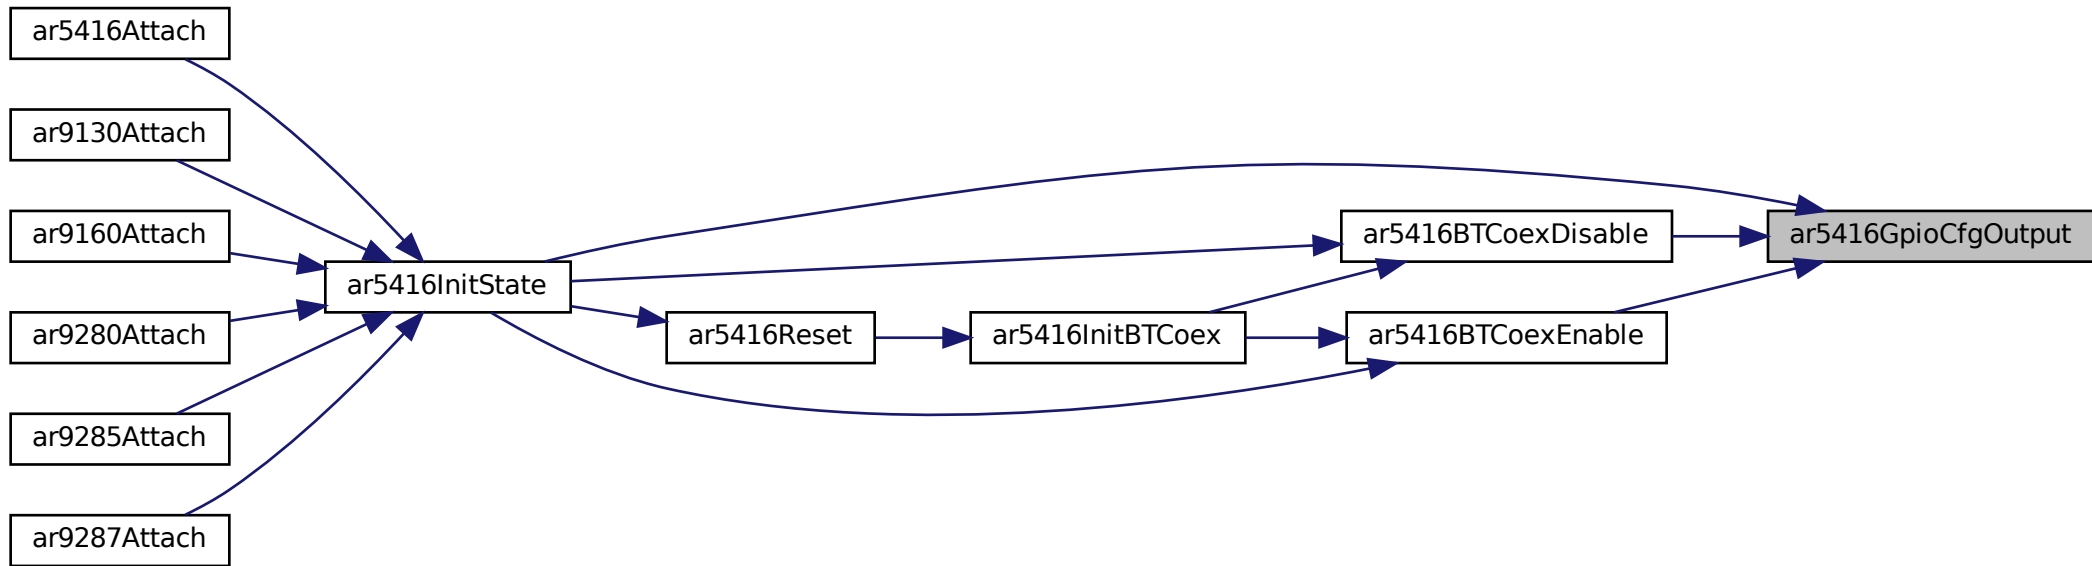 ar5416Attach
ar9130Attach
ar9160Attach
ar9280Attach
ar9285Attach
ar9287Attach
ar5416InitState
ar5416Reset
ar5416InitBTCoex
ar5416BTCoexDisable
ar5416BTCoexEnable
ar5416GpioCfgOutput